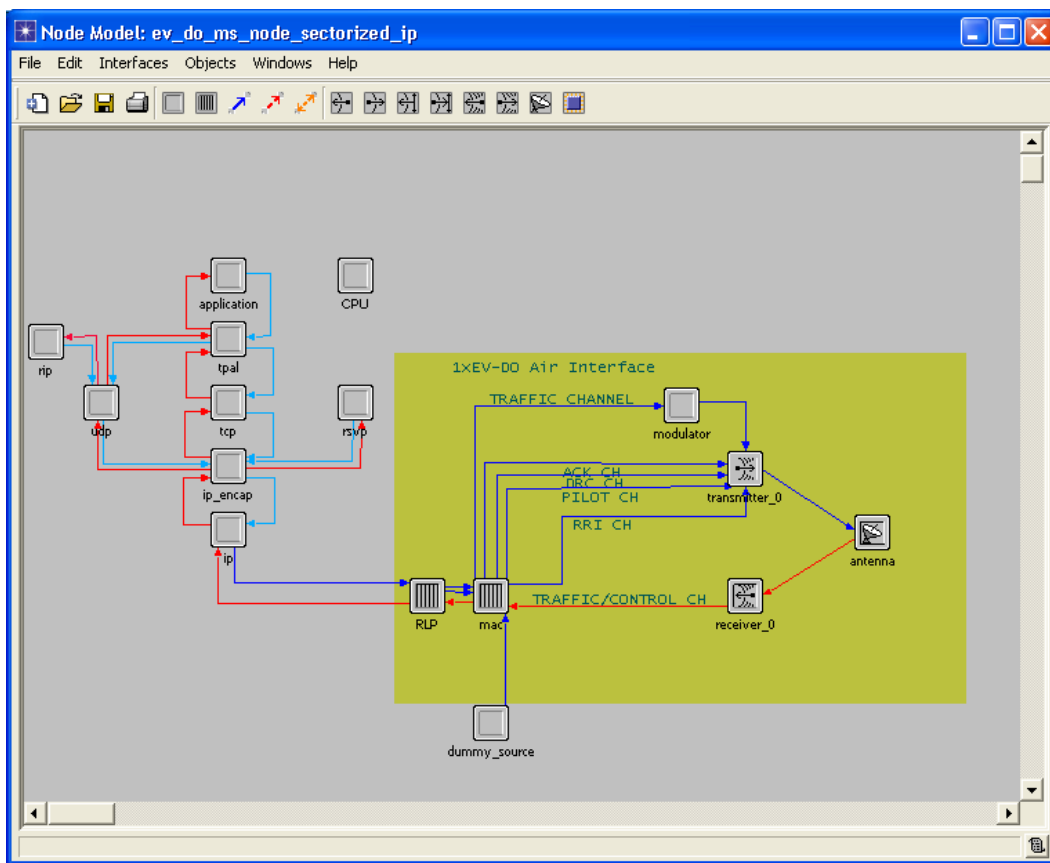 Node Model: ev_do_ms_node_sectorized_ip
File Edit Interfaces Objects Windows Help
application
CPU
rip
tpal
1xEV-DO Air Interface
TRAFFIC CHANNEL
udp
tcp
rsvp
modulator
ACK CH
DRC CH
PILOT CH
ip_encap
transmitter_0
RRI CH
ip
antenna
TRAFFIC/CONTROL CH
RLP
mac
receiver_0
dummy_source